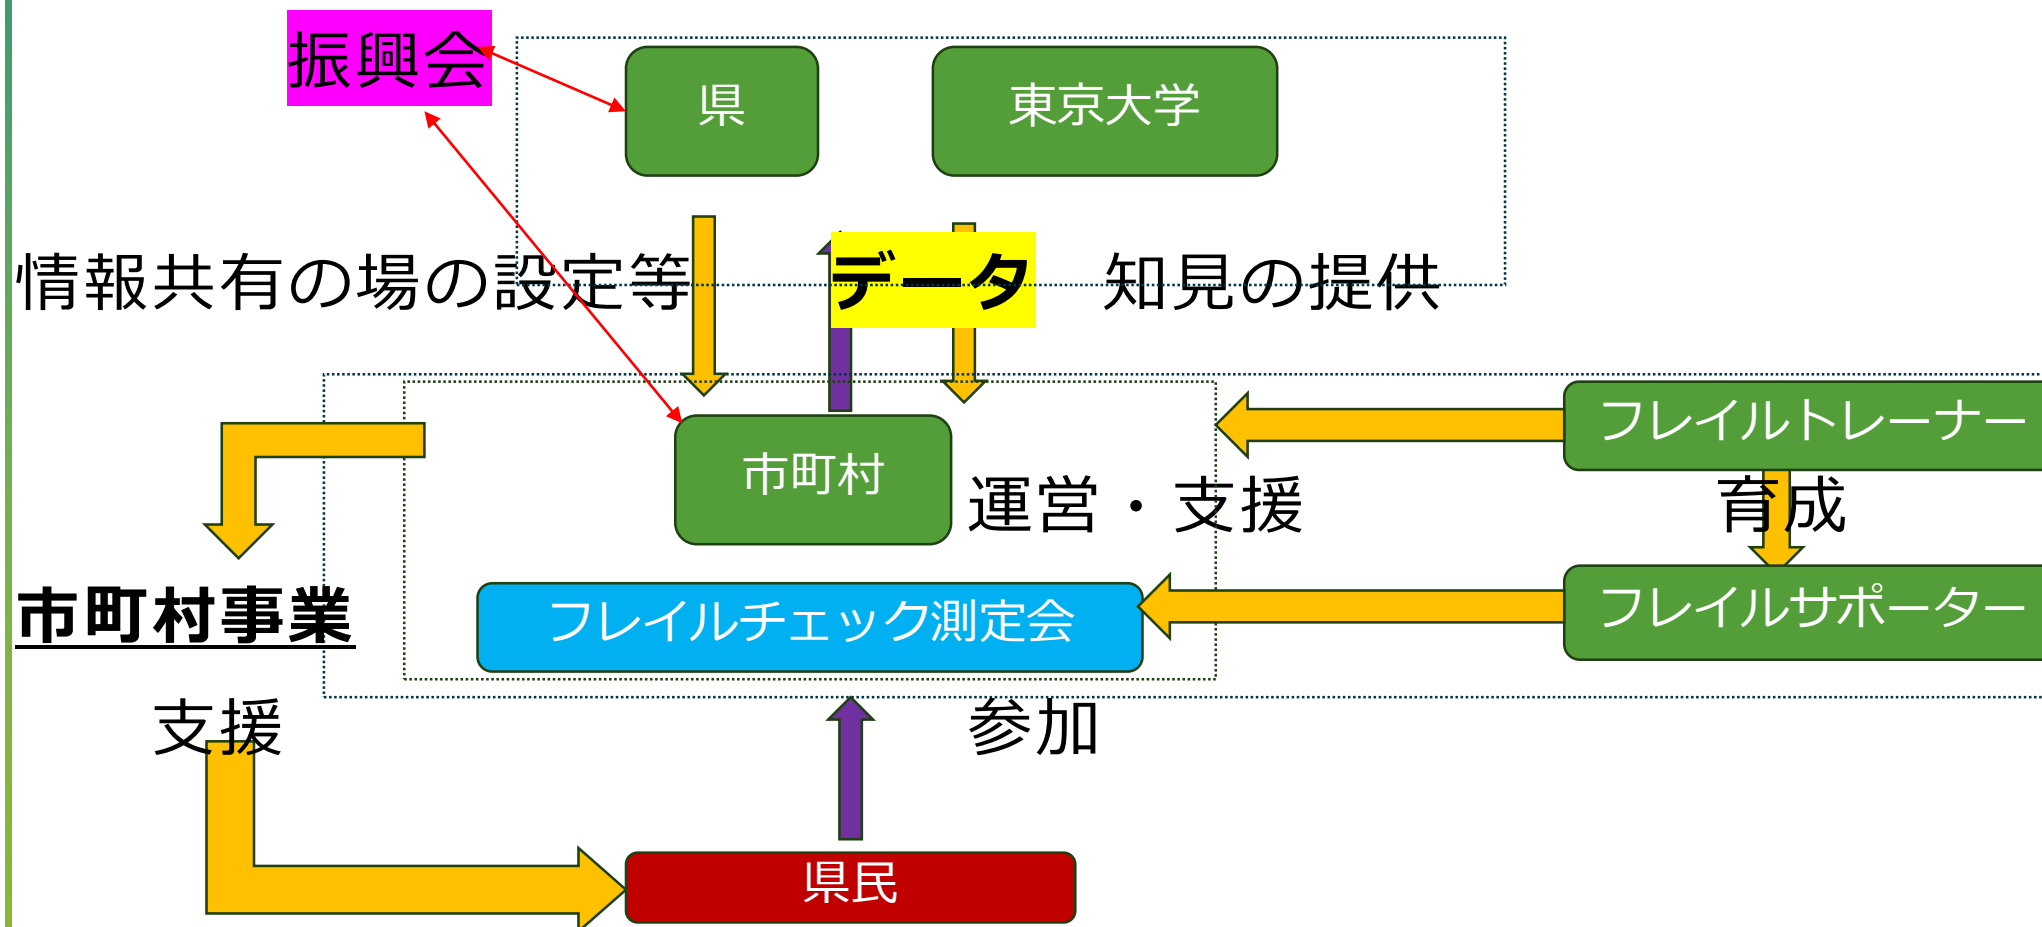 振興会
県
東京大学
情報共有の場の設定等
データ
知見の提供
フレイルトレーナー
市町村
運営・支援
育成
市町村事業
フレイルチェック測定会
フレイルサポーター
支援
参加
県民